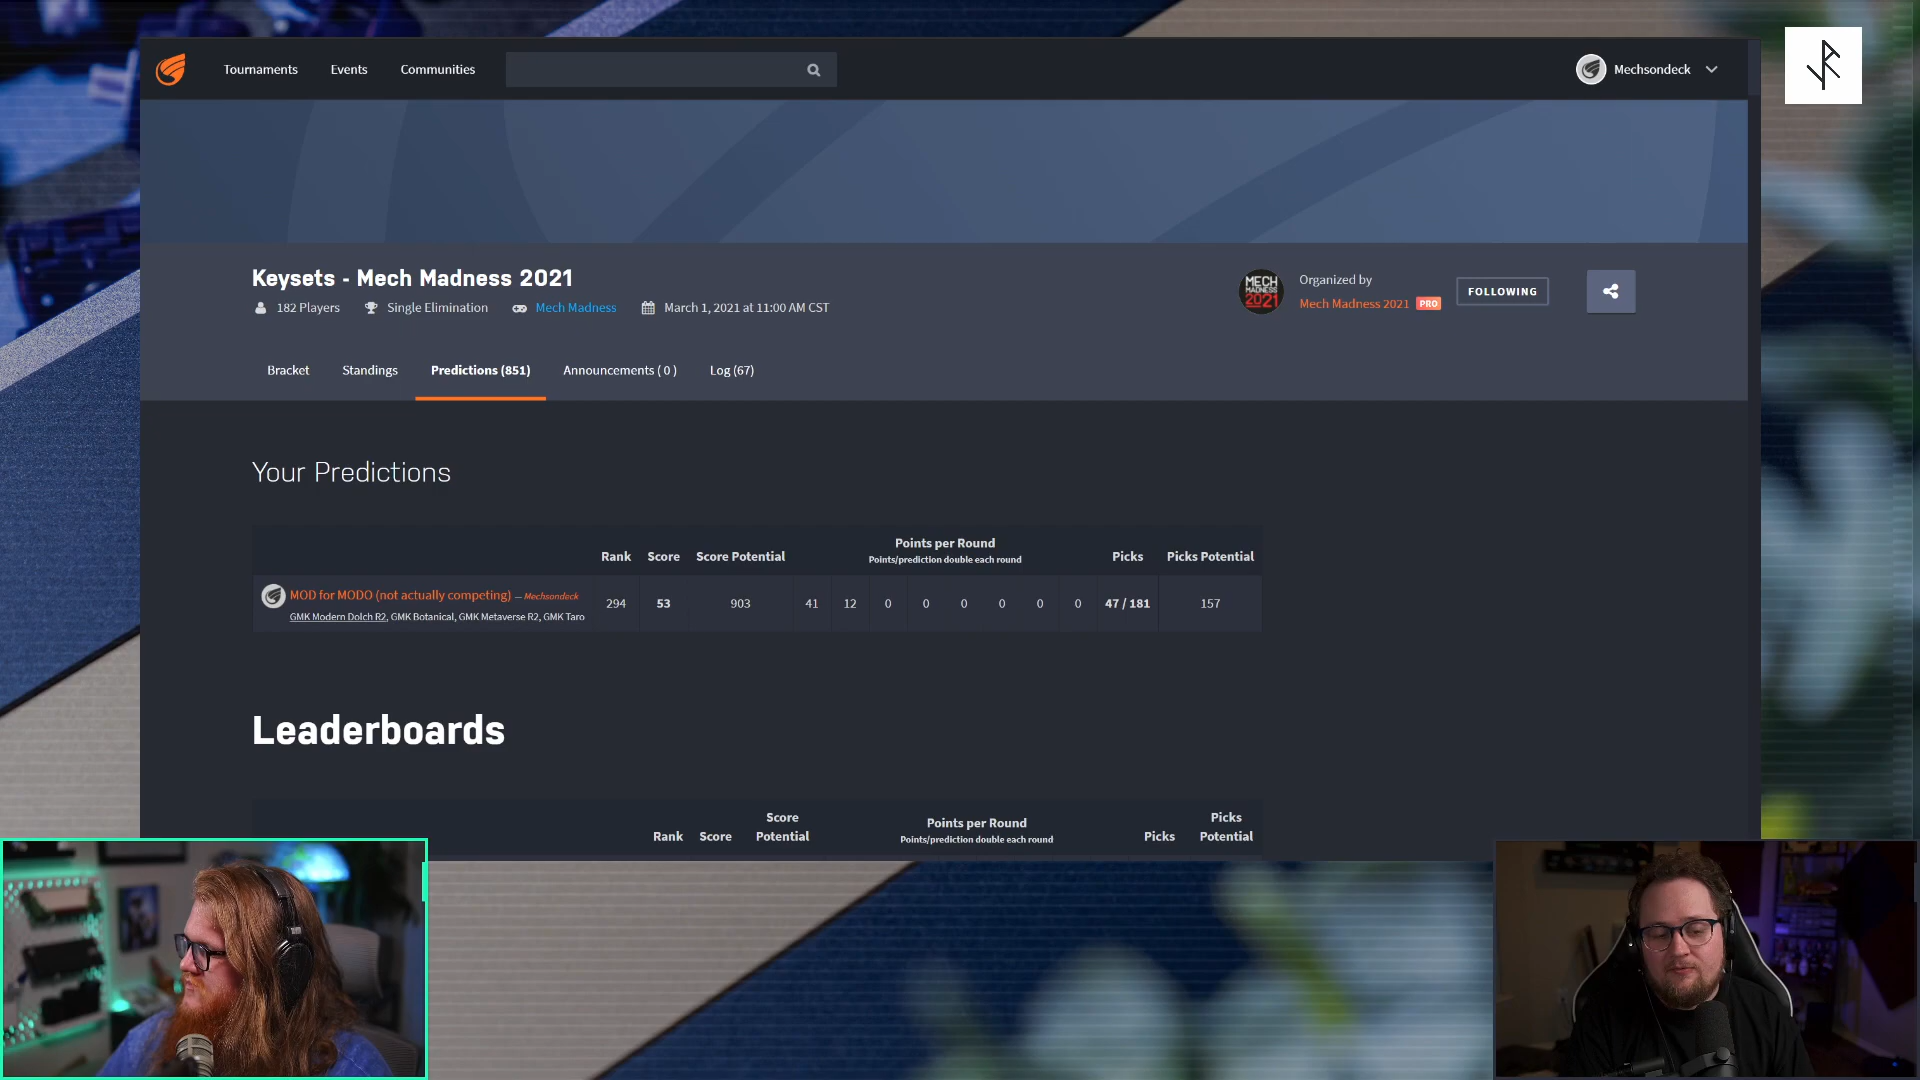 Tournaments Events Communities Mechsondeck
Keysets - Mech Madness 2021
182 Players Single Elimination Mech Madness March 1, 2021 at 11:00 AM CST
MECH
MADNESS
2021
Organized by
Mech Madness 2021 PRO
FOLLOWING
Bracket Standings Predictions (851) Announcements ( 0 ) Log (67)
Your Predictions
Rank Score Score Potential Points per Round Picks Picks Potential
Points/prediction double each round
MOD for MODO (not actually competing) — Mechsondeck
GMK Modern Dolch R2, GMK Botanical, GMK Metaverse R2, GMK Taro
294 53 903 41 12 0 0 0 0 0 0 47 / 181 157
Leaderboards
Rank Score Score Potential Points per Round Picks Picks Potential
Points/prediction double each round